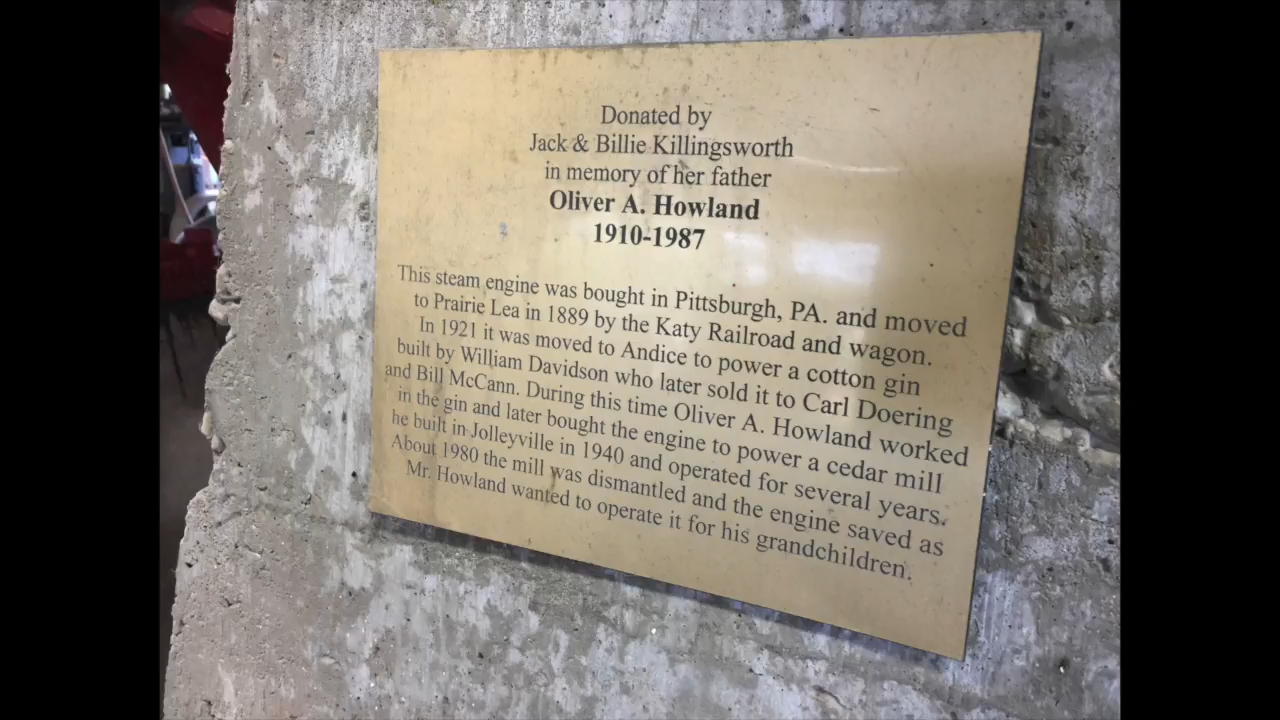 Donated by
Jack & Billie Killingsworth
in memory of her father
Oliver A. Howland
1910-1987
This steam engine was bought in Pittsburgh, PA. and moved
to Prairie Lea in 1889 by the Katy Railroad and wagon.
In 1921 it was moved to Andice to power a cotton gin
built by William Davidson who later sold it to Carl Doering
and Bill McCann. During this time Oliver A. Howland worked
in the gin and later bought the engine to power a cedar mill
he built in Jolleyville in 1940 and operated for several years.
About 1980 the mill was dismantled and the engine saved as
Mr. Howland wanted to operate it for his grandchildren.